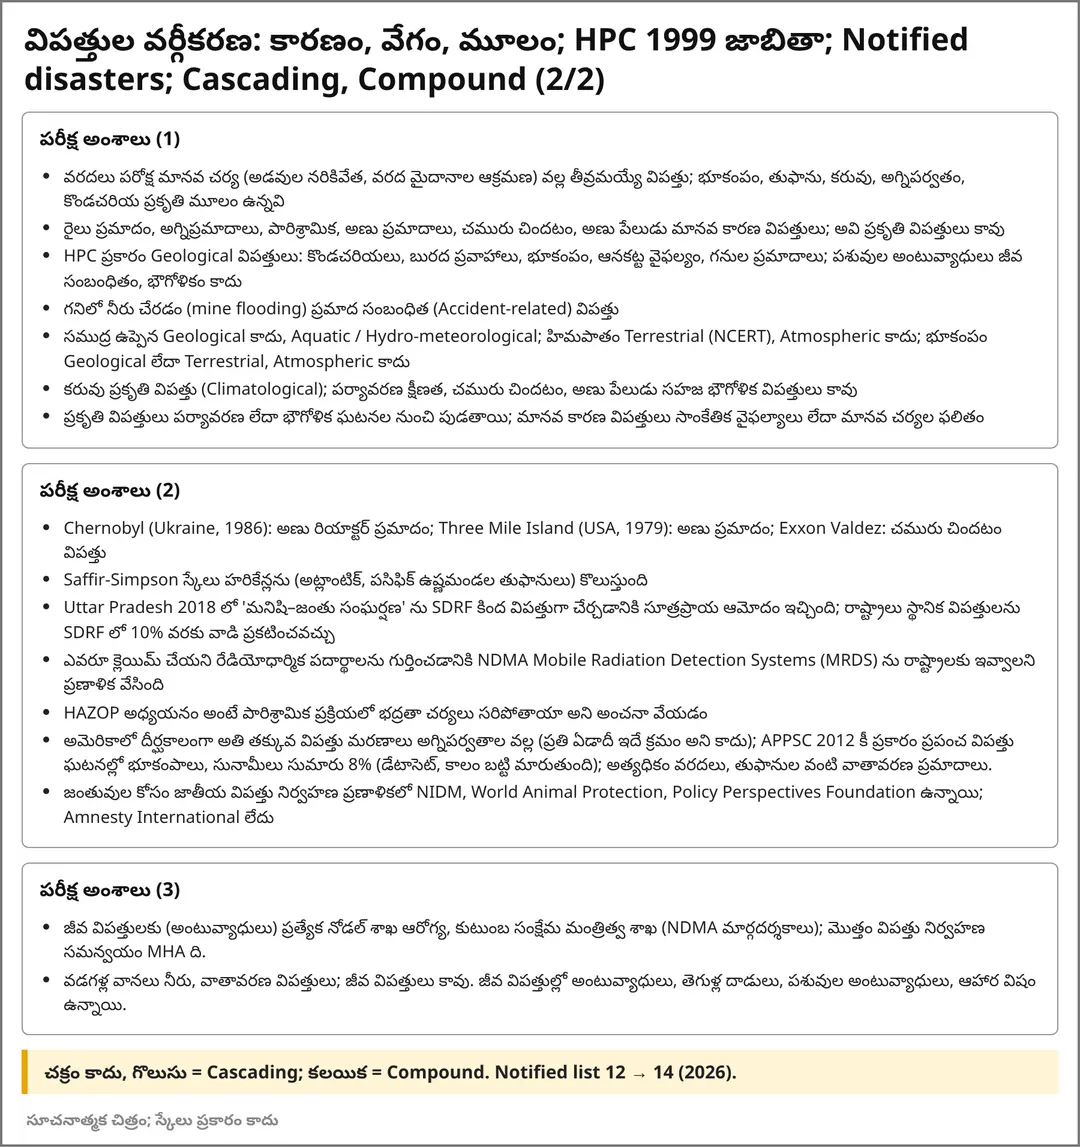 విపత్తుల వర్గీకరణ: కారణం, వేగం, మూలం; HPC 1999 జాబితా; Notified
disasters; Cascading, Compound (2/2)
పరీక్ష అంశాలు (1)
• వరదలు పరోక్ష మానవ చర్య (అడవుల నరికివేత, వరద మైదానాల ఆక్రమణ) వల్ల తీవ్రమయ్యే విపత్తు; భూకంపం, తుఫాను, కరువు, అగ్నిపర్వతం,
కొండచరియ ప్రకృతి మూలం ఉన్నవి
• రైలు ప్రమాదం, అగ్నిప్రమాదాలు, పారిశ్రామిక, అణు ప్రమాదాలు, చమురు చిందటం, అణు పేలుడు మానవ కారణ విపత్తులు; అవి ప్రకృతి విపత్తులు కావు
• HPC ప్రకారం Geological విపత్తులు: కొండచరియలు, బురద ప్రవాహాలు, భూకంపం, ఆనకట్ట వైఫల్యం, గనుల ప్రమాదాలు; పశువుల అంటువ్యాధులు జీవ
సంబంధితం, భౌగోళికం కాదు
• గనిలో నీరు చేరడం (mine flooding) ప్రమాద సంబంధిత (Accident-related) విపత్తు
• సముద్ర ఉప్పెన Geological కాదు, Aquatic / Hydro-meteorological; హిమపాతం Terrestrial (NCERT), Atmospheric కాదు; భూకంపం
Geological లేదా Terrestrial, Atmospheric కాదు
• కరువు ప్రకృతి విపత్తు (Climatological); పర్యావరణ క్షీణత, చమురు చిందటం, అణు పేలుడు సహజ భౌగోళిక విపత్తులు కావు
• ప్రకృతి విపత్తులు పర్యావరణ లేదా భౌగోళిక ఘటనల నుంచి పుడతాయి; మానవ కారణ విపత్తులు సాంకేతిక వైఫల్యాలు లేదా మానవ చర్యల ఫలితం
పరీక్ష అంశాలు (2)
• Chernobyl (Ukraine, 1986): అణు రియాక్టర్ ప్రమాదం; Three Mile Island (USA, 1979): అణు ప్రమాదం; Exxon Valdez: చమురు చిందటం
విపత్తు
• Saffir-Simpson స్కేలు హరికేన్లను (అట్లాంటిక్, పసిఫిక్ ఉష్ణమండల తుఫానులు) కొలుస్తుంది
• Uttar Pradesh 2018 లో 'మనిషి–జంతు సంఘర్షణ' ను SDRF కింద విపత్తుగా చేర్చడానికి సూత్రప్రాయ ఆమోదం ఇచ్చింది; రాష్ట్రాలు స్థానిక విపత్తులను
SDRF లో 10% వరకు వాడి ప్రకటించవచ్చు
• ఎవరూ క్లెయిమ్ చేయని రేడియోధార్మిక పదార్థాలను గుర్తించడానికి NDMA Mobile Radiation Detection Systems (MRDS) ను రాష్ట్రాలకు ఇవ్వాలని
ప్రణాళిక వేసింది
• HAZOP అధ్యయనం అంటే పారిశ్రామిక ప్రక్రియలో భద్రతా చర్యలు సరిపోతాయా అని అంచనా వేయడం
• అమెరికాలో దీర్ఘకాలంగా అతి తక్కువ విపత్తు మరణాలు అగ్నిపర్వతాల వల్ల (ప్రతి ఏడాదీ ఇదే క్రమం అని కాదు); APPSC 2012 కీ ప్రకారం ప్రపంచ విపత్తు
ఘటనల్లో భూకంపాలు, సునామీలు సుమారు 8% (డేటాసెట్, కాలం బట్టి మారుతుంది); అత్యధికం వరదలు, తుఫానుల వంటి వాతావరణ ప్రమాదాలు.
• జంతువుల కోసం జాతీయ విపత్తు నిర్వహణ ప్రణాళికలో NIDM, World Animal Protection, Policy Perspectives Foundation ఉన్నాయి;
Amnesty International లేదు
పరీక్ష అంశాలు (3)
• జీవ విపత్తులకు (అంటువ్యాధులు) ప్రత్యేక నోడల్ శాఖ ఆరోగ్య, కుటుంబ సంక్షేమ మంత్రిత్వ శాఖ (NDMA మార్గదర్శకాలు); మొత్తం విపత్తు నిర్వహణ
సమన్వయం MHA ది.
• వడగళ్ల వానలు నీరు, వాతావరణ విపత్తులు; జీవ విపత్తులు కావు. జీవ విపత్తుల్లో అంటువ్యాధులు, తెగుళ్ల దాడులు, పశువుల అంటువ్యాధులు, ఆహార విషం
ఉన్నాయి.
చక్రం కాదు, గొలుసు = Cascading; కలయిక = Compound. Notified list 12 → 14 (2026).
సూచనాత్మక చిత్రం; స్కేలు ప్రకారం కాదు